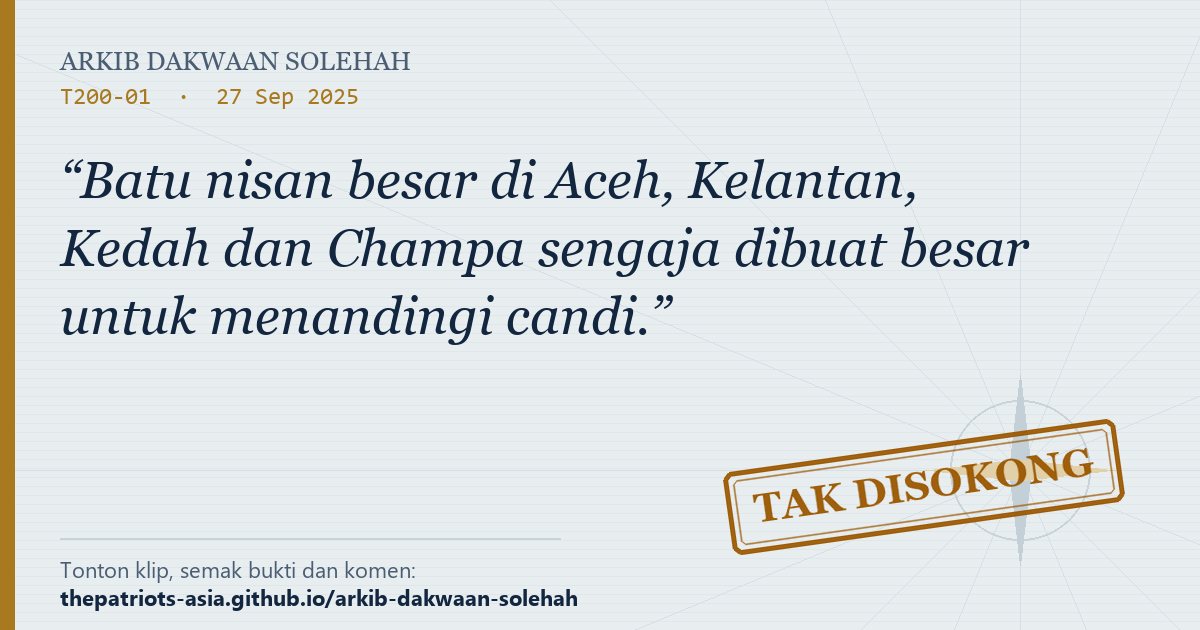 ARKIB DAKWAAN SOLEHAH
T200-01 · 27 Sep 2025
“Batu nisan besar di Aceh, Kelantan,
Kedah dan Champa sengaja dibuat besar
untuk menandingi candi.”
TAK DISOKONG
Tonton klip, semak bukti dan komen:
thepatriots-asia.github.io/arkib-dakwaan-solehah